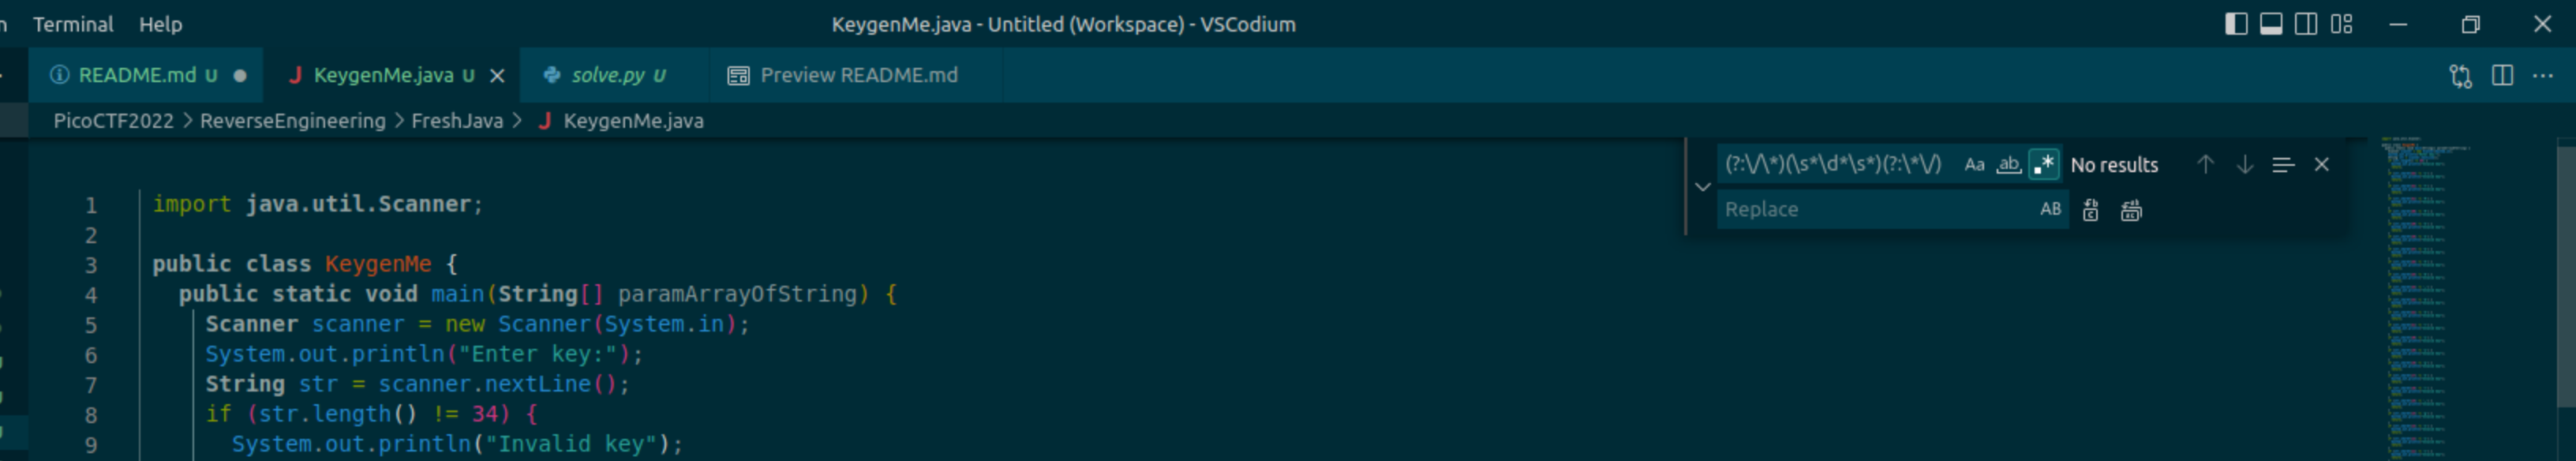 Terminal Help KeygenMe.java - Untitled (Workspace) - VSCodium
README.md U KeygenMe.java U solve.py U Preview README.md
PicoCTF2022 > ReverseEngineering > FreshJava > J KeygenMe.java
(?:\/\*)(\s*\d*\s*)(?:\*\/) Aa ab .* No results
Replace AB
1 import java.util.Scanner;
2
3 public class KeygenMe {
4 public static void main(String[] paramArrayOfString) {
5 Scanner scanner = new Scanner(System.in);
6 System.out.println("Enter key:");
7 String str = scanner.nextLine();
8 if (str.length() != 34) {
9 System.out.println("Invalid key");